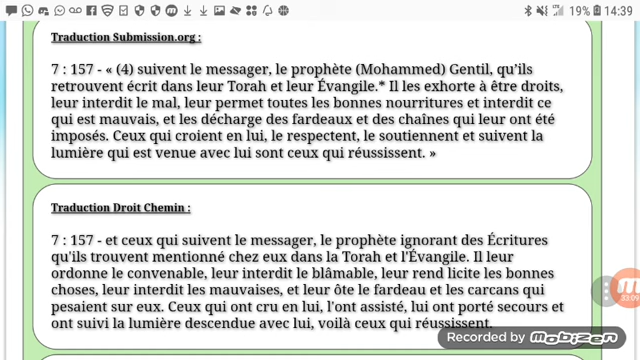 19% 14:39
Traduction Submission.org :
7 : 157 - « (4) suivent le messager, le prophète (Mohammed) Gentil, qu’ils
retrouvent écrit dans leur Torah et leur Évangile.* Il les exhorte à être droits,
leur interdit le mal, leur permet toutes les bonnes nourritures et interdit ce
qui est mauvais, et les décharge des fardeaux et des chaînes qui leur ont été
imposés. Ceux qui croient en lui, le respectent, le soutiennent et suivent la
lumière qui est venue avec lui sont ceux qui réussissent. »
Traduction Droit Chemin :
7 : 157 - et ceux qui suivent le messager, le prophète ignorant des Écritures
qu'ils trouvent mentionné chez eux dans la Torah et l'Évangile. Il leur
ordonne le convenable, leur interdit le blâmable, leur rend licite les bonnes
choses, leur interdit les mauvaises, et leur ôte le fardeau et les carcans qui
pesaient sur eux. Ceux qui ont cru en lui, l'ont assisté, lui ont porté secours et
ont suivi la lumière descendue avec lui, voilà ceux qui réussissent.
M
33:09
Recorded by Mobizen